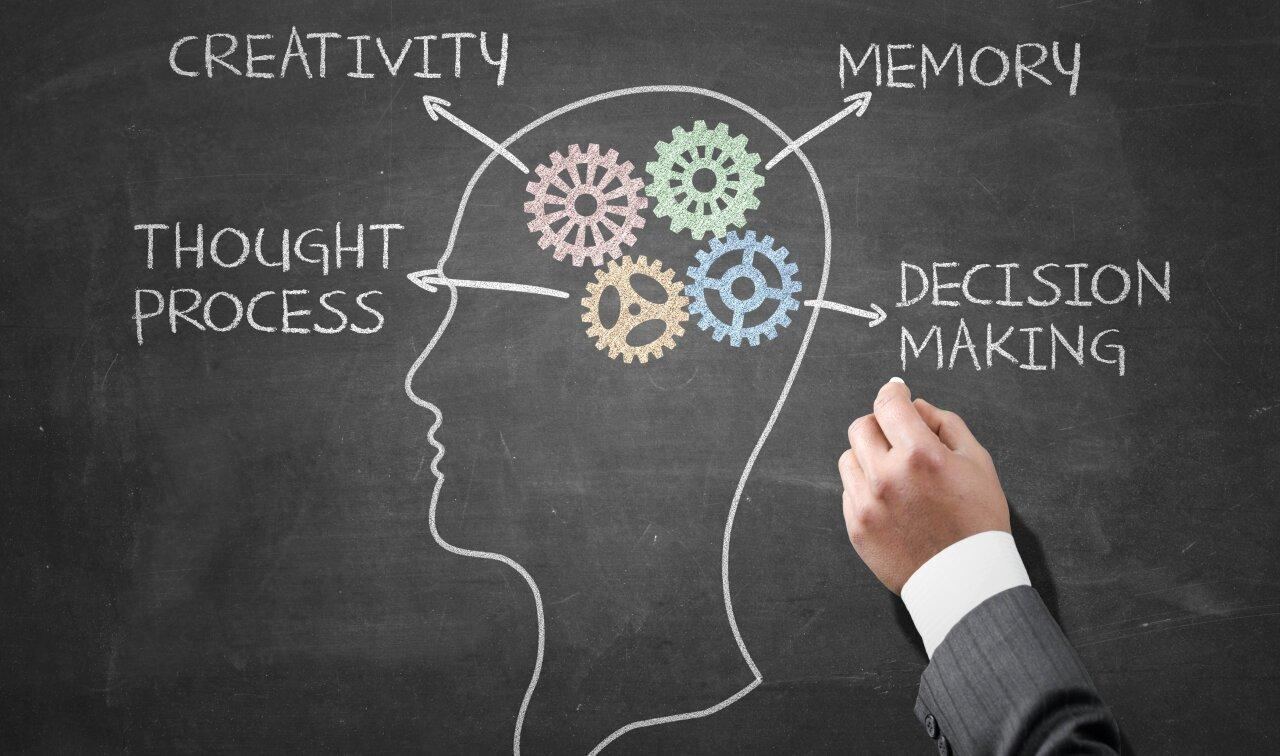 CREATIVITY
MEMORY
THOUGHT
PROCESS
DECISION
MAKING